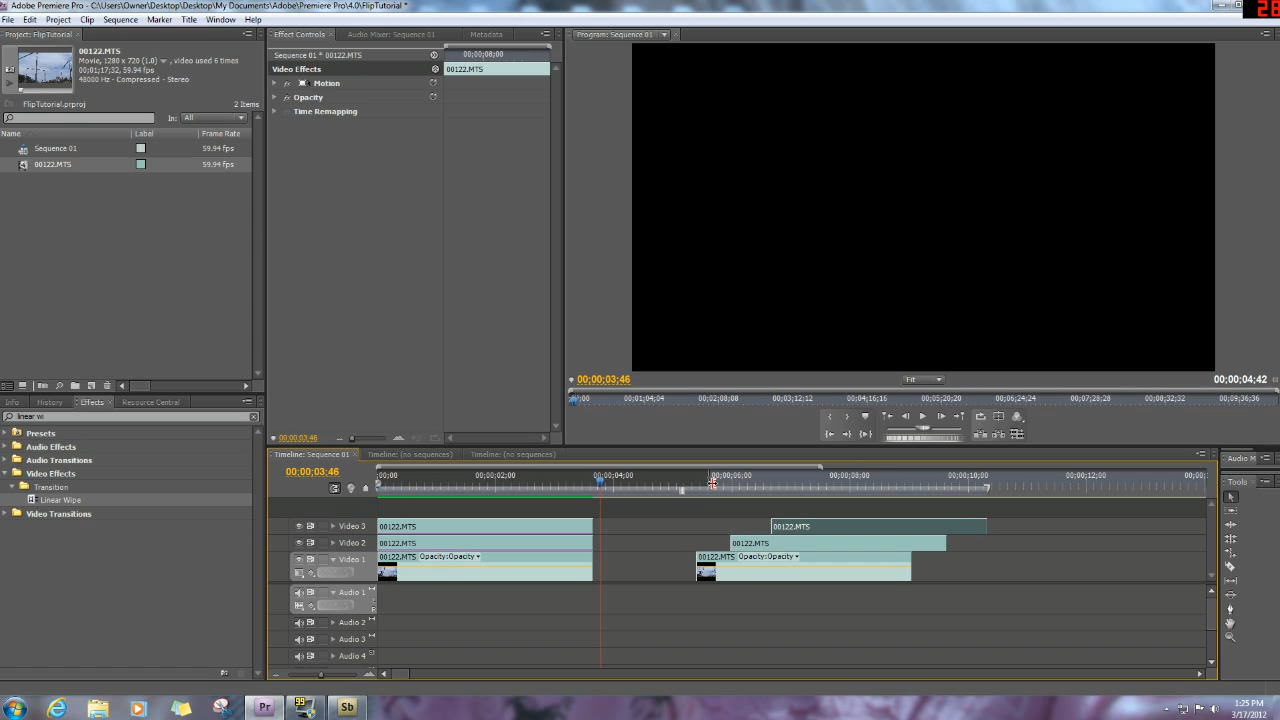 Adobe Premiere Pro - C:\Users\Owner\Desktop\Desktop\My Documents\Adobe\Premiere Pro\4.0\FlipTutorial *
28
File Edit Project Clip Sequence Marker Title Window Help
Project: FlipTutorial
00122.MTS
Movie, 1280 x 720 (1.0) , video used 6 times
00;01;17;32, 59.94 fps
48000 Hz - Compressed - Stereo
FlipTutorial.prproj 2 Items
In: All
Name Label Frame Rate
Sequence 01 59.94 fps
00122.MTS 59.94 fps
Effect Controls Audio Mixer: Sequence 01 Metadata
Sequence 01 * 00122.MTS 00;00;08;00
Video Effects 00122.MTS
fx Motion
fx Opacity
Time Remapping
00;00;03;46
Program: Sequence 01
00;00;03;46 Fit 00;00;04;42
00;00 00;01;04;04 00;02;08;08 00;03;12;12 00;04;16;16 00;05;20;20 00;06;24;24 00;07;28;28 00;08;32;32 00;09;36;36
Info History Effects Resource Central
linear wi
Presets
Audio Effects
Audio Transitions
Video Effects
Transition
Linear Wipe
Video Transitions
Timeline: Sequence 01 Timeline: (no sequences) Timeline: (no sequences)
00;00;03;46
00;00 00;00;02;00 00;00;04;00 00;00;06;00 00;00;08;00 00;00;10;00 00;00;12;00
Video 3 00122.MTS 00122.MTS
Video 2 00122.MTS 00122.MTS
Video 1 00122.MTS Opacity:Opacity 00122.MTS Opacity:Opacity
Audio 1
Audio 2
Audio 3
Audio 4
Audio M
Tools
Pr 99 Sb
1:25 PM
3/17/2012